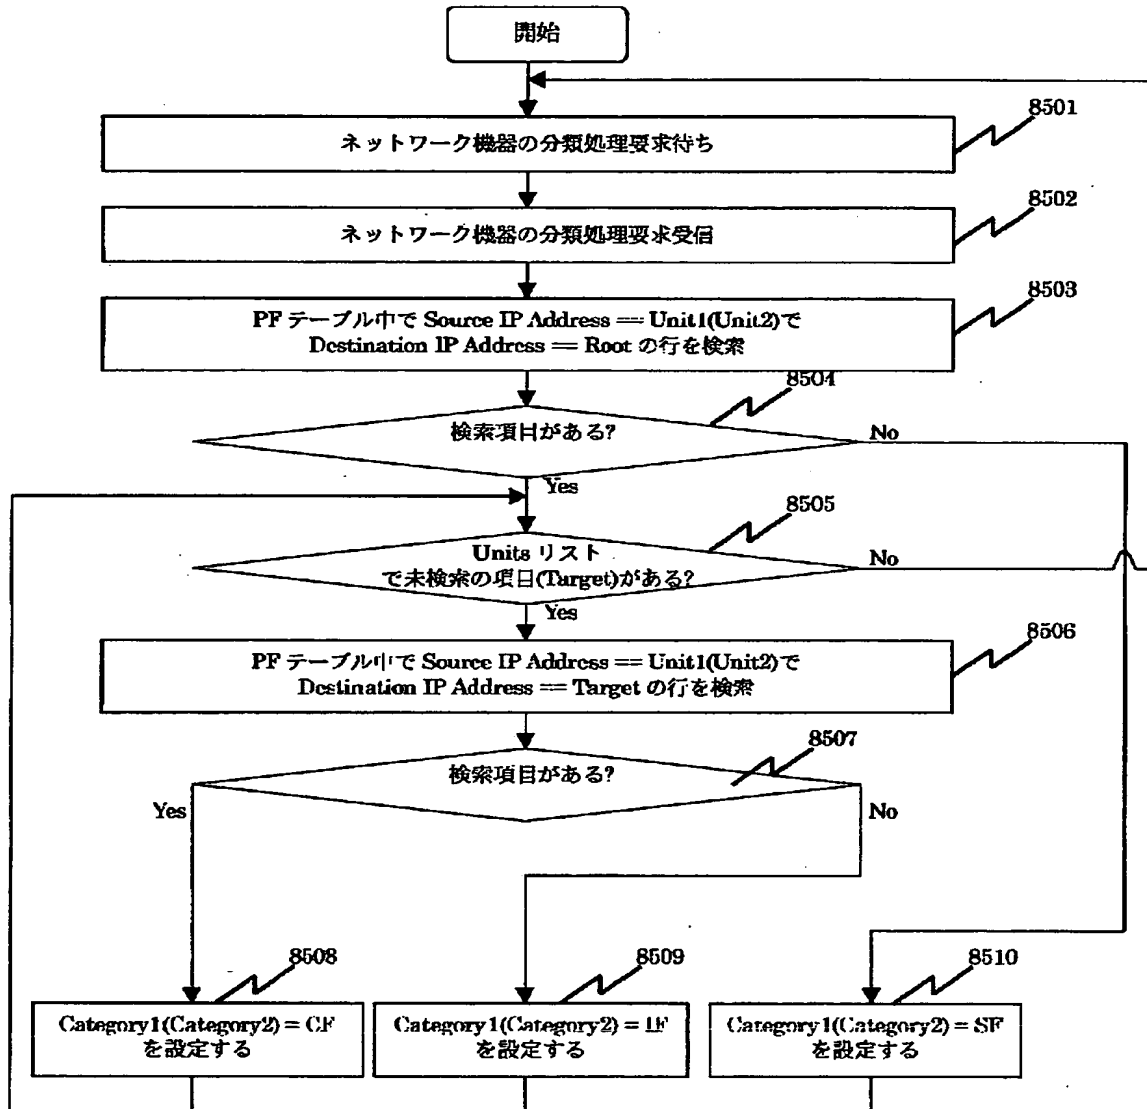 開始
8501
ネットワーク機器の分類処理要求待ち
8502
ネットワーク機器の分類処理要求受信
8503
PF テーブル中で Source IP Address == Unit1(Unit2)で
Destination IP Address == Root の行を検索
8504
検索項目がある?
No
Yes
8505
Units リスト
で未検索の項目(Target)がある?
No
Yes
8506
PF テーブル中で Source IP Address == Unit1(Unit2)で
Destination IP Address == Target の行を検索
8507
検索項目がある?
Yes
No
8508
8509
8510
Category1(Category2) = CF
を設定する
Category1(Category2) = IF
を設定する
Category1(Category2) = SF
を設定する